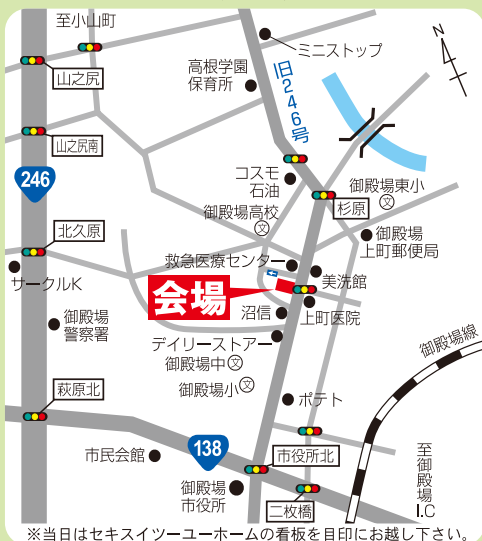 至小山町
ミニストップ
N
山之尻
高根学園
保育所
旧246号
山之尻南
コスモ
石油
246
御殿場東小
文
御殿場高校
文
杉原
北久原
御殿場
上町郵便局
救急医療センター
美洗館
サークルK
会場
P
沼信
上町医院
御殿場
警察署
デイリーストアー
御殿場線
御殿場中文
御殿場小文
萩原北
ポテト
138
市民会館
市役所北
至御殿場I.C
御殿場
市役所
二枚橋
※当日はセキスイツーユーホームの看板を目印にお越し下さい。